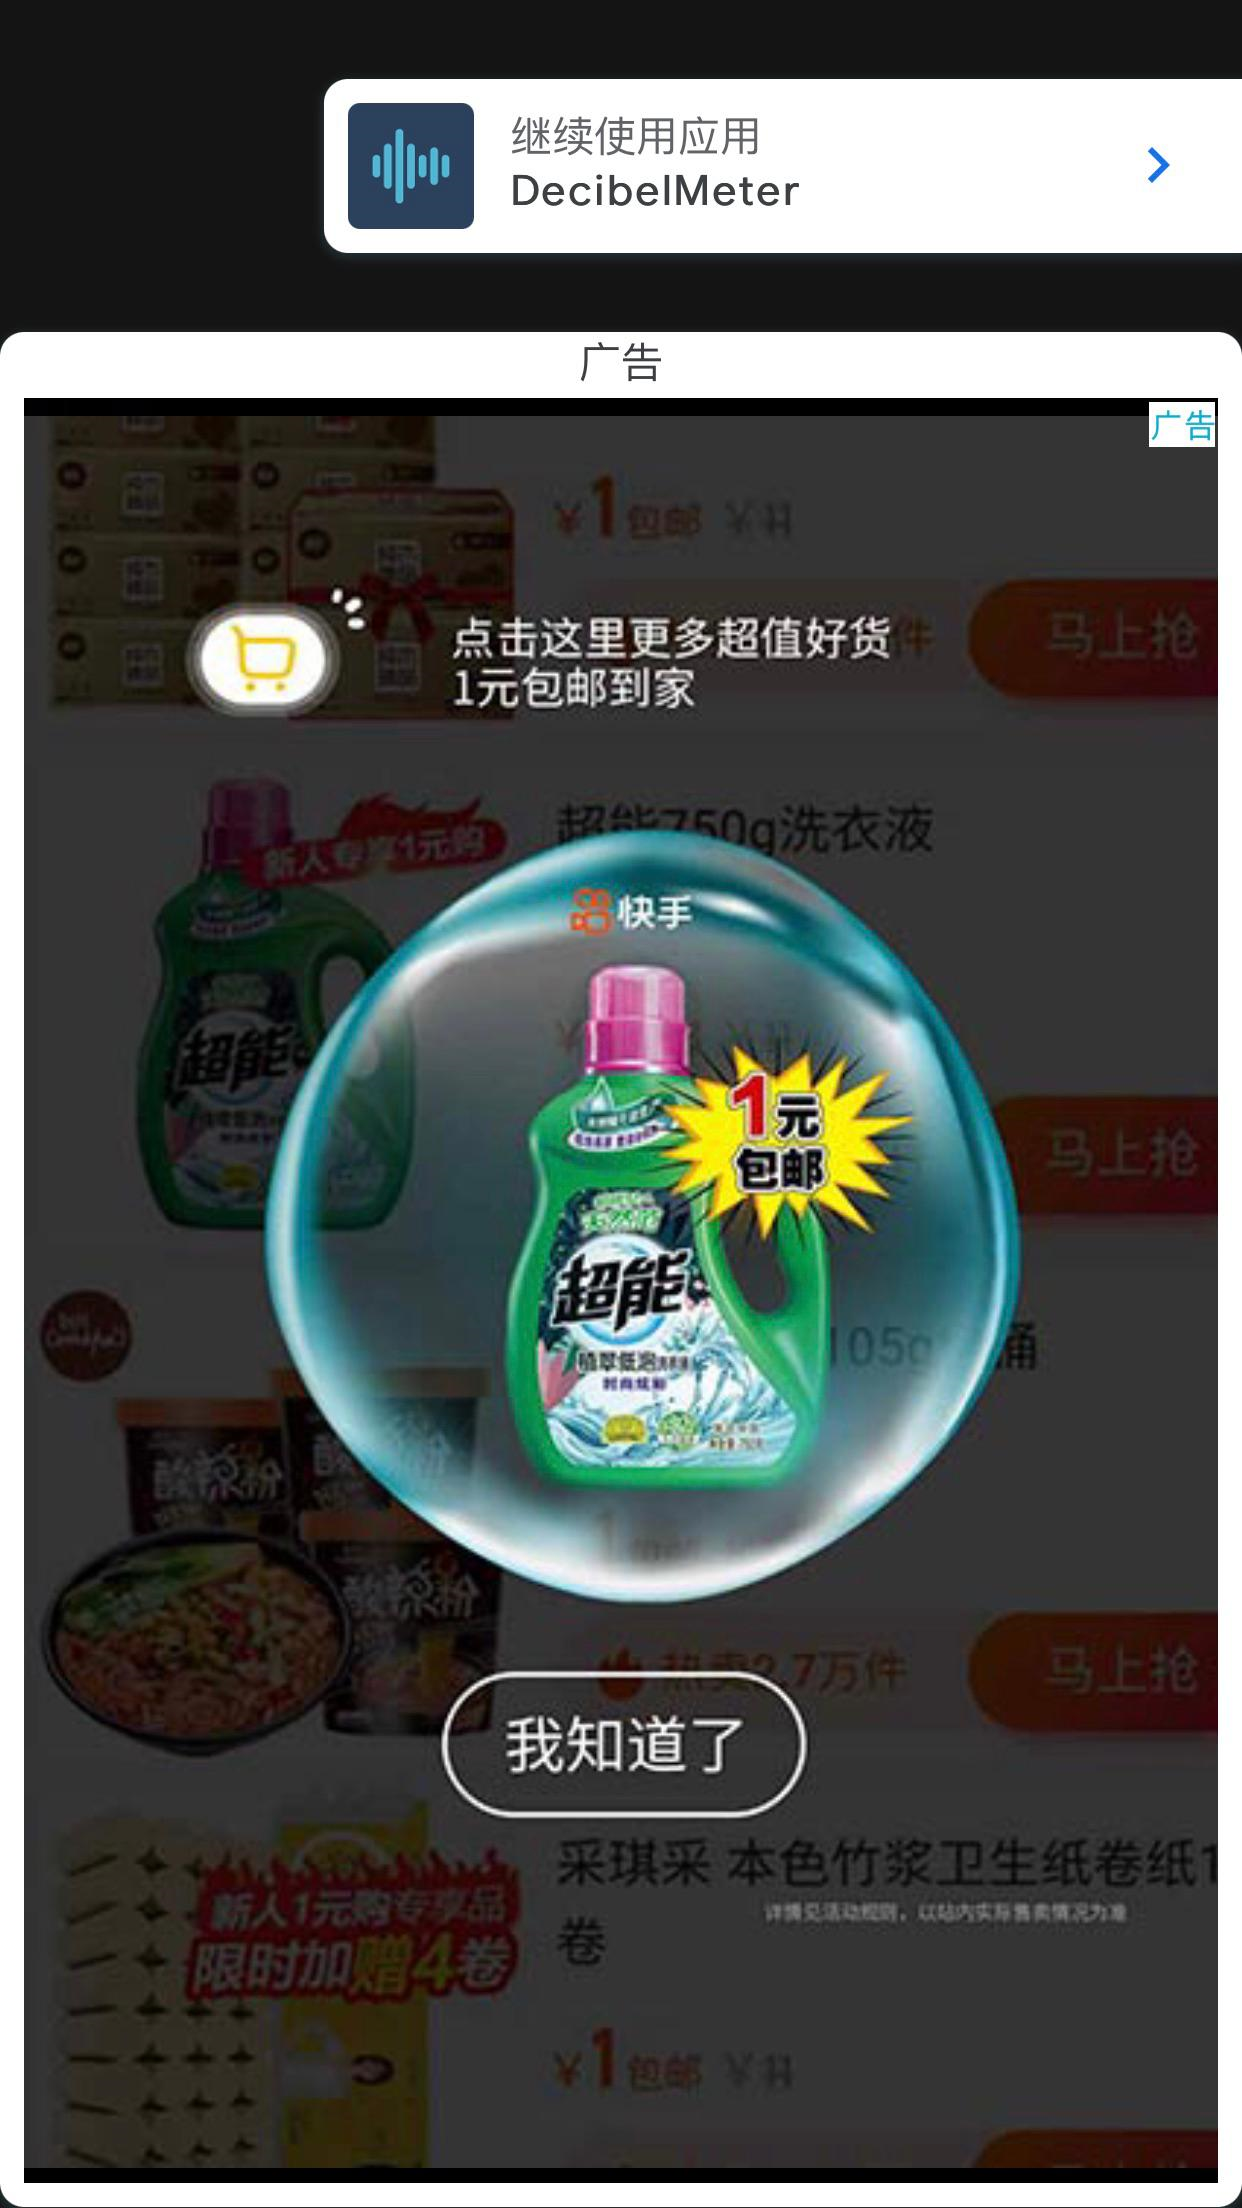 继续使用应用
DecibelMeter
广告
广告
¥1包邮
点击这里更多超值好货
1元包邮到家
件
马上抢
超能750g洗衣液
新人专享1元购
快手
超能
1元
包邮
超能
植萃低泡洗衣液
马上抢
105g
桶
酸辣粉
酸辣粉
热卖2.7万件
马上抢
我知道了
采琪采 本色竹浆卫生纸卷纸1
卷
新人1元购专享品
限时加赠4卷
详情见活动规则，以站内实际售卖情况为准
¥1包邮